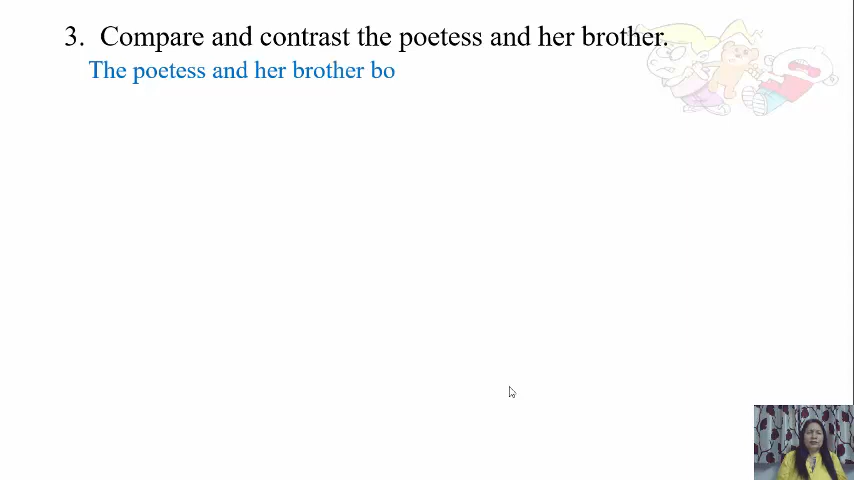 3. Compare and contrast the poetess and her brother.
The poetess and her brother bo